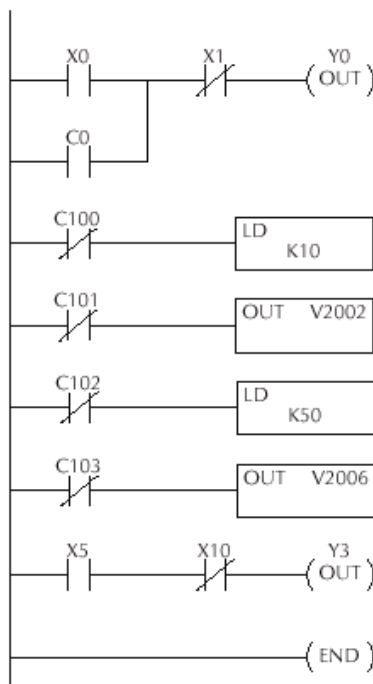 X0 X1 Y0
OUT
C0
C100
LD
K10
C101
OUT V2002
C102
LD
K50
C103
OUT V2006
X5 X10 Y3
OUT
END